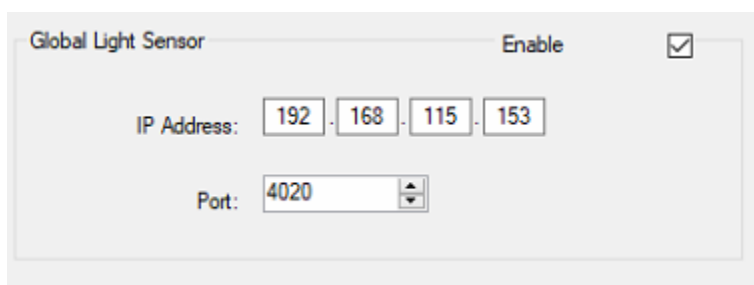 Global Light Sensor Enable
IP Address: 192 . 168 . 115 . 153
Port: 4020